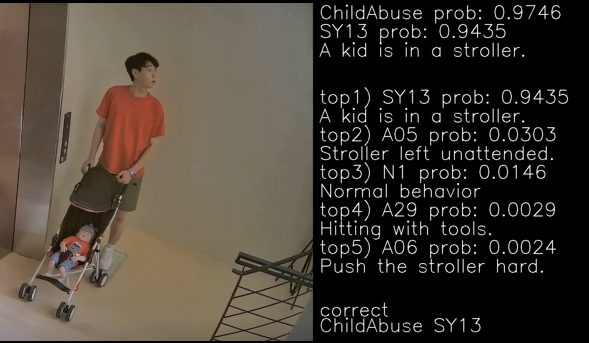 ChildAbuse prob: 0.9746
SY13 prob: 0.9435
A kid is in a stroller.
top1) SY13 prob: 0.9435
A kid is in a stroller.
top2) A05 prob: 0.0303
Stroller left unattended.
top3) N1 prob: 0.0146
Normal behavior
top4) A29 prob: 0.0029
Hitting with tools.
top5) A06 prob: 0.0024
Push the stroller hard.
correct
ChildAbuse SY13